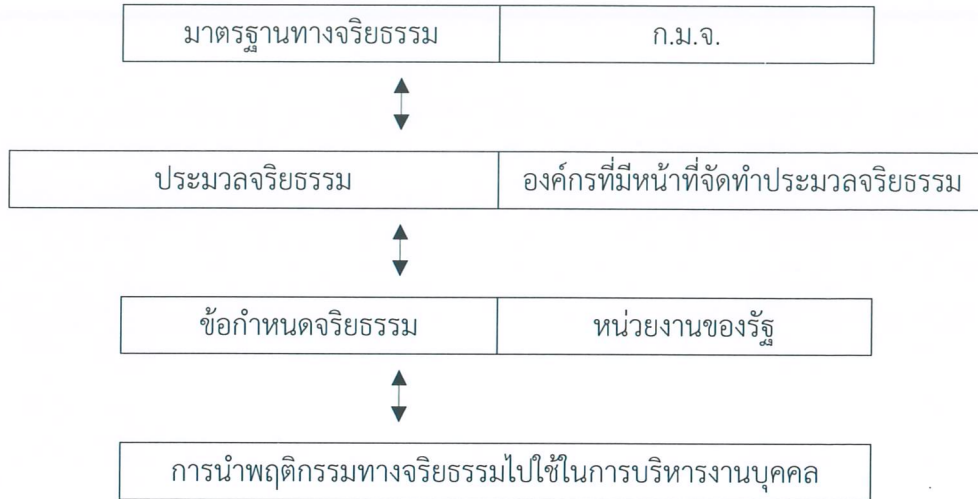 มาตรฐานทางจริยธรรม ก.ม.จ.
ประมวลจริยธรรม องค์กรที่มีหน้าที่จัดทำประมวลจริยธรรม
ข้อกำหนดจริยธรรม หน่วยงานของรัฐ
การนำพฤติกรรมทางจริยธรรมไปใช้ในการบริหารงานบุคคล